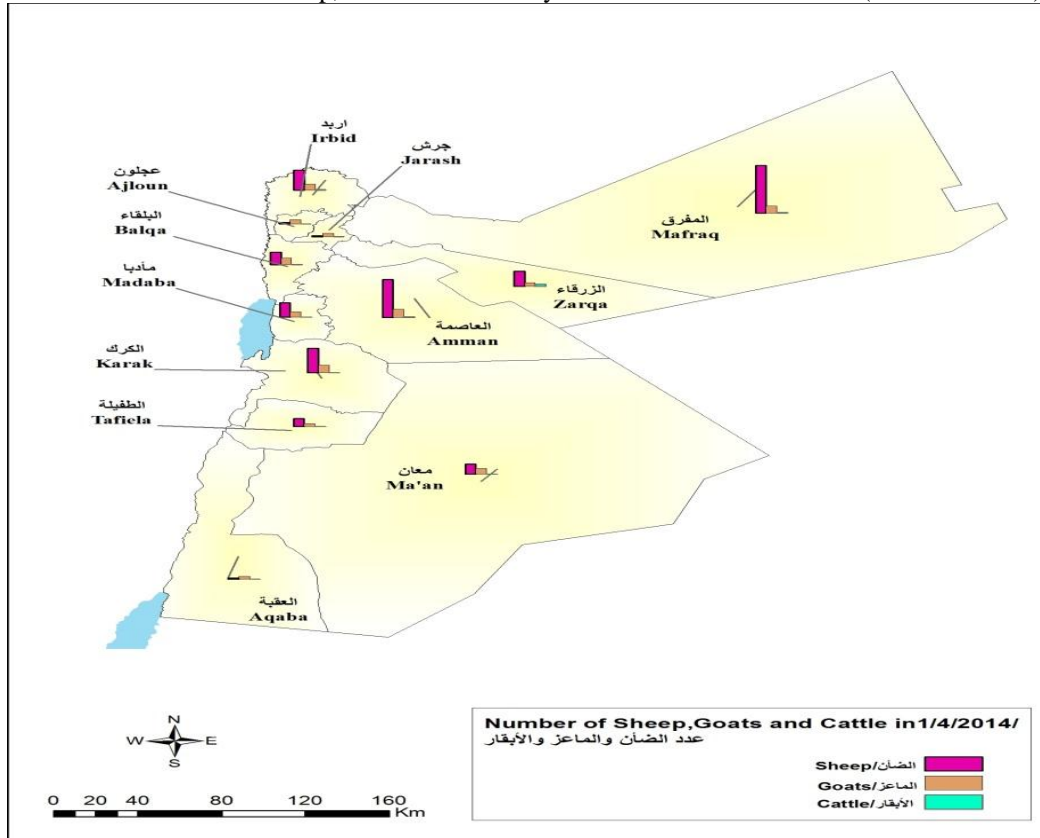 اربد
Irbid
جرش
Jarash
عجلون
Ajloun
البلقاء
Balqa
مأدبا
Madaba
المفرق
Mafraq
الزرقاء
Zarqa
العاصمة
Amman
الكرك
Karak
الطفيلة
Tafiela
معان
Ma'an
العقبة
Aqaba
N
W E
S
0 20 40 80 120 160
Km
Number of Sheep,Goats and Cattle in1/4/2014/
عدد الضأن والماعز والأبقار
Sheep/الضأن
Goats/الماعز
Cattle/الأبقار